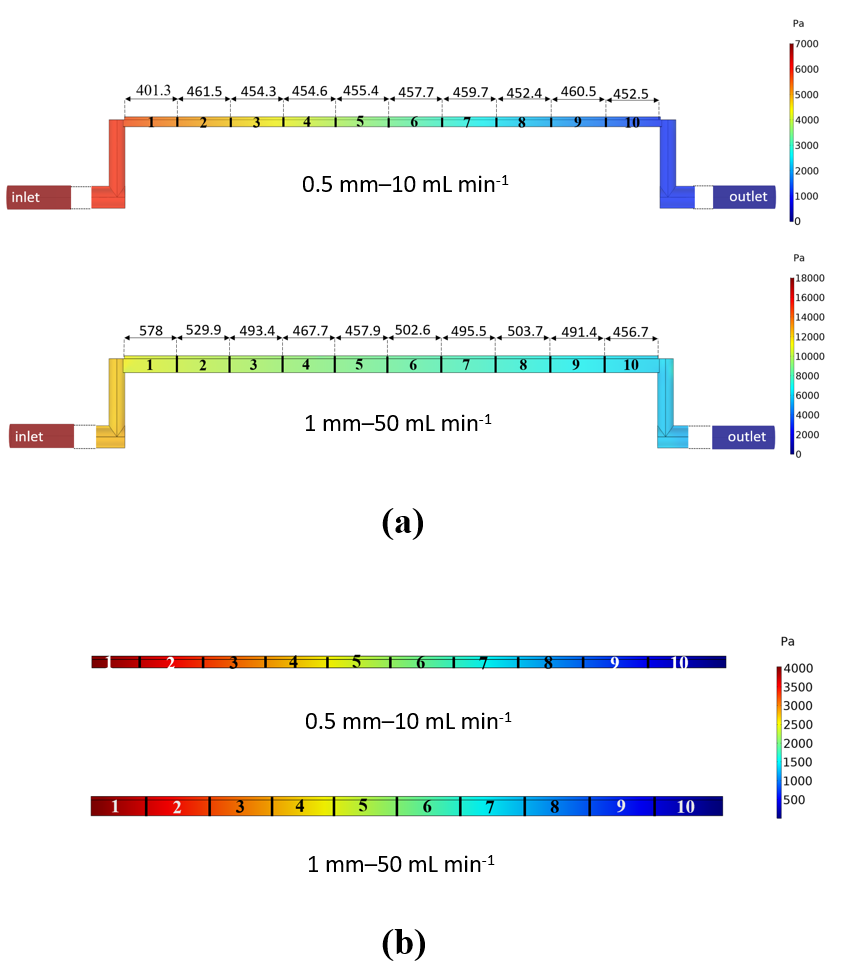 Pa
7000
6000
5000
4000
3000
2000
1000
0
401.3 461.5 454.3 454.6 455.4 457.7 459.7 452.4 460.5 452.5
1 2 3 4 5 6 7 8 9 10
inlet
outlet
0.5 mm–10 mL min⁻¹
Pa
18000
16000
14000
12000
10000
8000
6000
4000
2000
0
578 529.9 493.4 467.7 457.9 502.6 495.5 503.7 491.4 456.7
1 2 3 4 5 6 7 8 9 10
inlet
outlet
1 mm–50 mL min⁻¹
(a)
Pa
4000
3500
3000
2500
2000
1500
1000
500
1 2 3 4 5 6 7 8 9 10
0.5 mm–10 mL min⁻¹
1 2 3 4 5 6 7 8 9 10
1 mm–50 mL min⁻¹
(b)